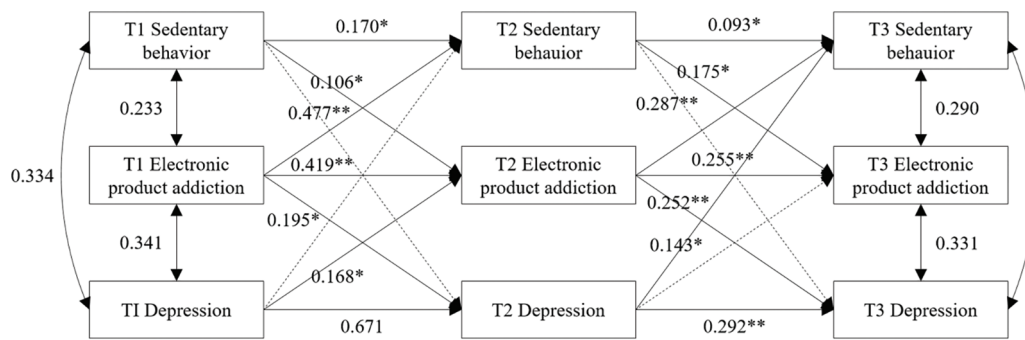 T1 Sedentary
behavior
0.170*
T2 Sedentary
behauior
0.093*
T3 Sedentary
behauior
0.106*
0.175*
0.233
0.477**
0.287**
0.290
T1 Electronic
product addiction
0.419**
T2 Electronic
product addiction
0.255**
T3 Electronic
product addiction
0.334
0.195*
0.252**
0.341
0.168*
0.143*
0.331
TI Depression
0.671
T2 Depression
0.292**
T3 Depression